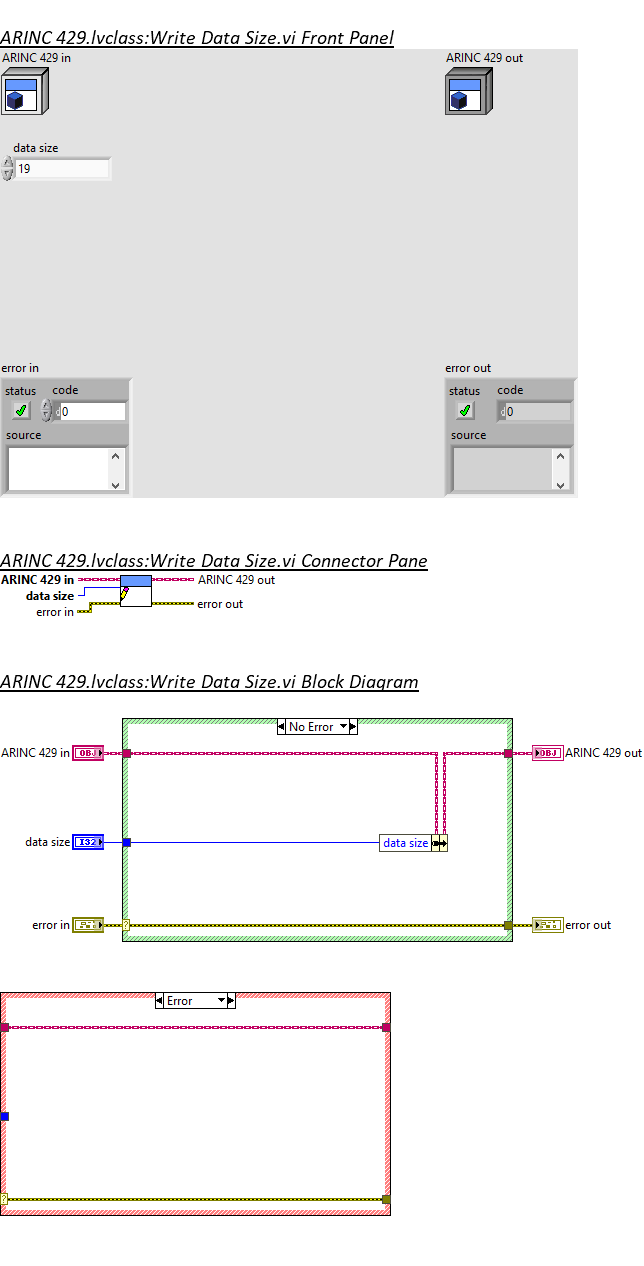 ARINC 429.lvclass:Write Data Size.vi Front Panel
ARINC 429 in ARINC 429 out
data size
19
error in error out
status code status code
d 0 d 0
source source
ARINC 429.lvclass:Write Data Size.vi Connector Pane
ARINC 429 in ARINC 429 out
data size
error in error out
ARINC 429.lvclass:Write Data Size.vi Block Diagram
No Error
ARINC 429 in OBJ OBJ ARINC 429 out
data size I32 data size
error in ? error out
Error
?